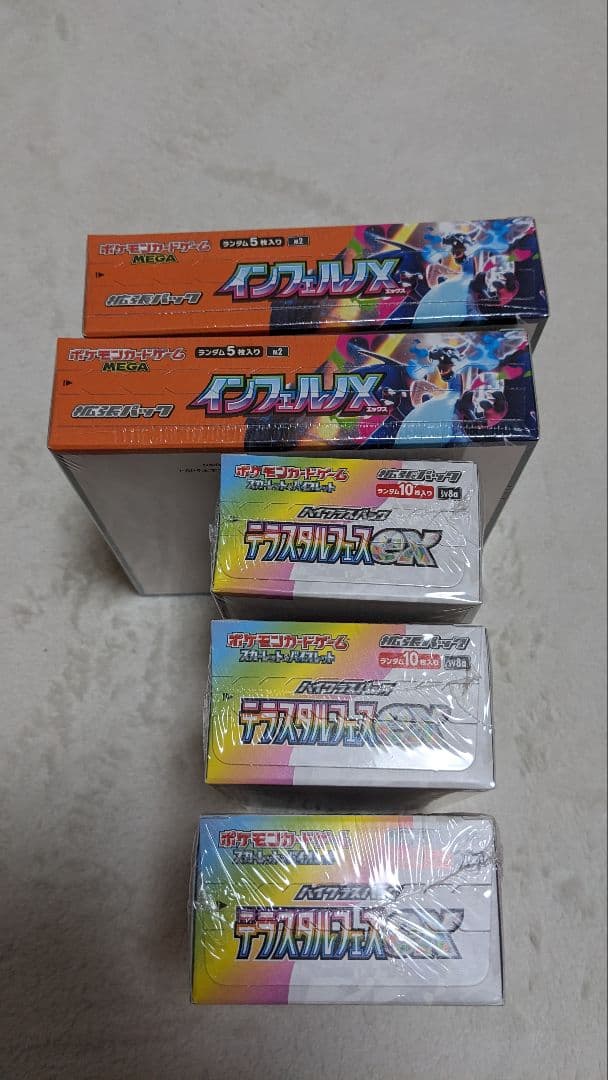 ポケモンカードゲーム
MEGA
ランダム5枚入り M2
拡張パック
インフェルノX
エックス
ポケモンカードゲーム
MEGA
ランダム5枚入り M2
拡張パック
インフェルノX
エックス
ポケモンカードゲーム
スカーレット&バイオレット
拡張パック
ランダム10枚入り SV8a
ハイクラスパック
テラスタルフェスex
ポケモンカードゲーム
スカーレット&バイオレット
拡張パック
ランダム10枚入り SV8a
ハイクラスパック
テラスタルフェスex
ポケモンカードゲーム
スカーレット&バイオレット
ハイクラスパック
テラスタルフェスex